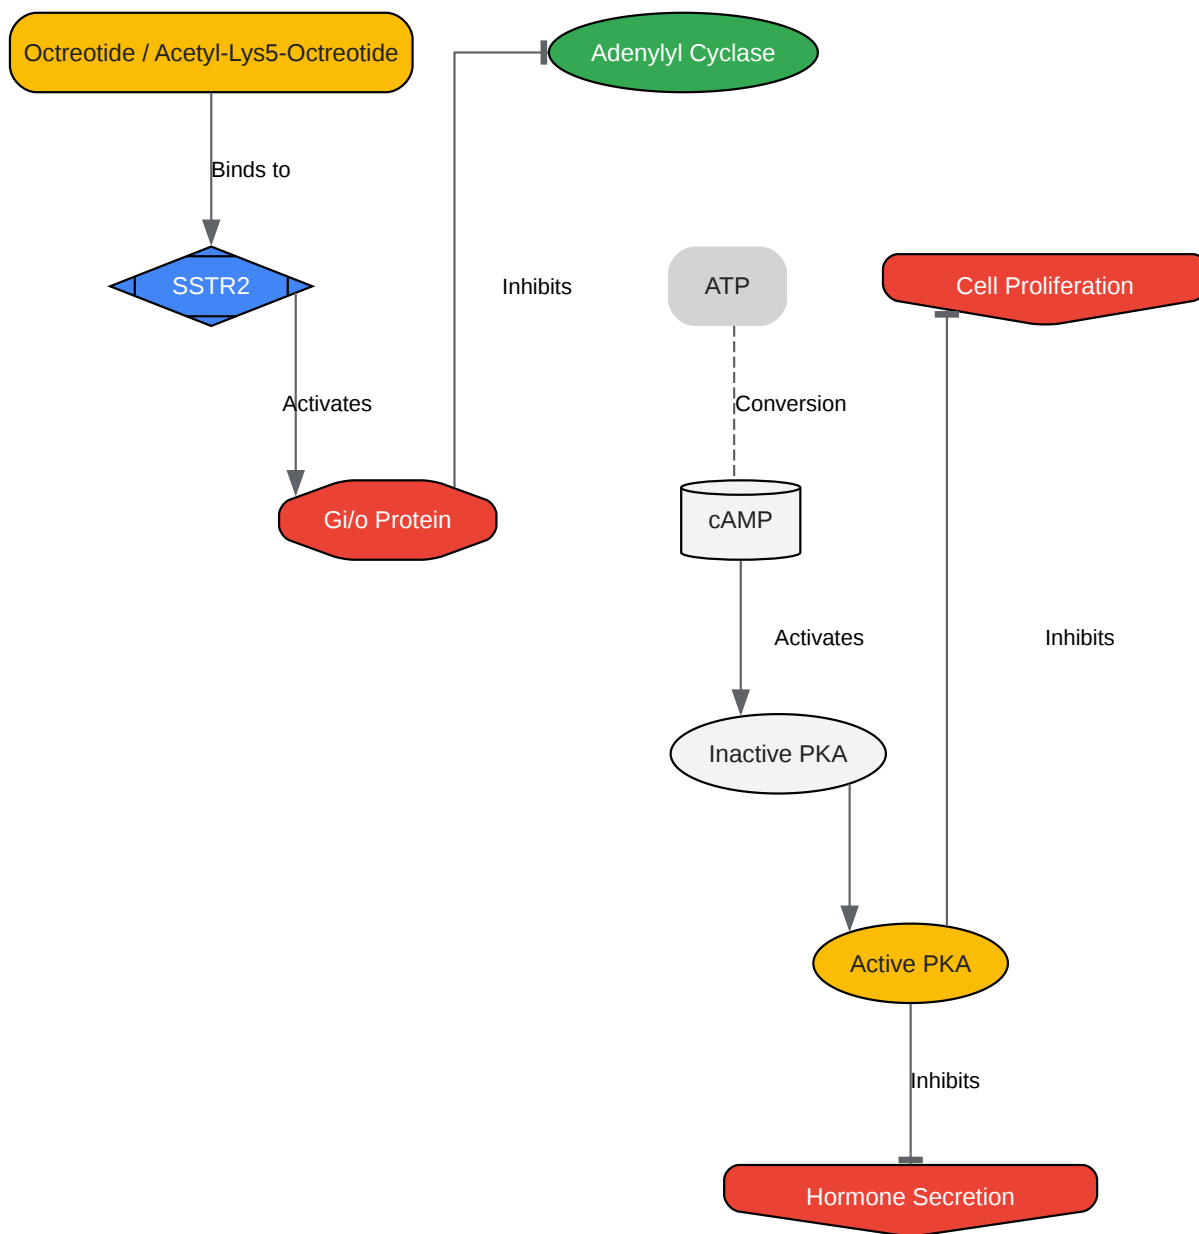 Octreotide / Acetyl-Lys5-Octreotide
Adenylyl Cyclase
Binds to
SSTR2
Inhibits
ATP
Cell Proliferation
Activates
Conversion
Gi/o Protein
cAMP
Activates
Inhibits
Inactive PKA
Active PKA
Inhibits
Hormone Secretion